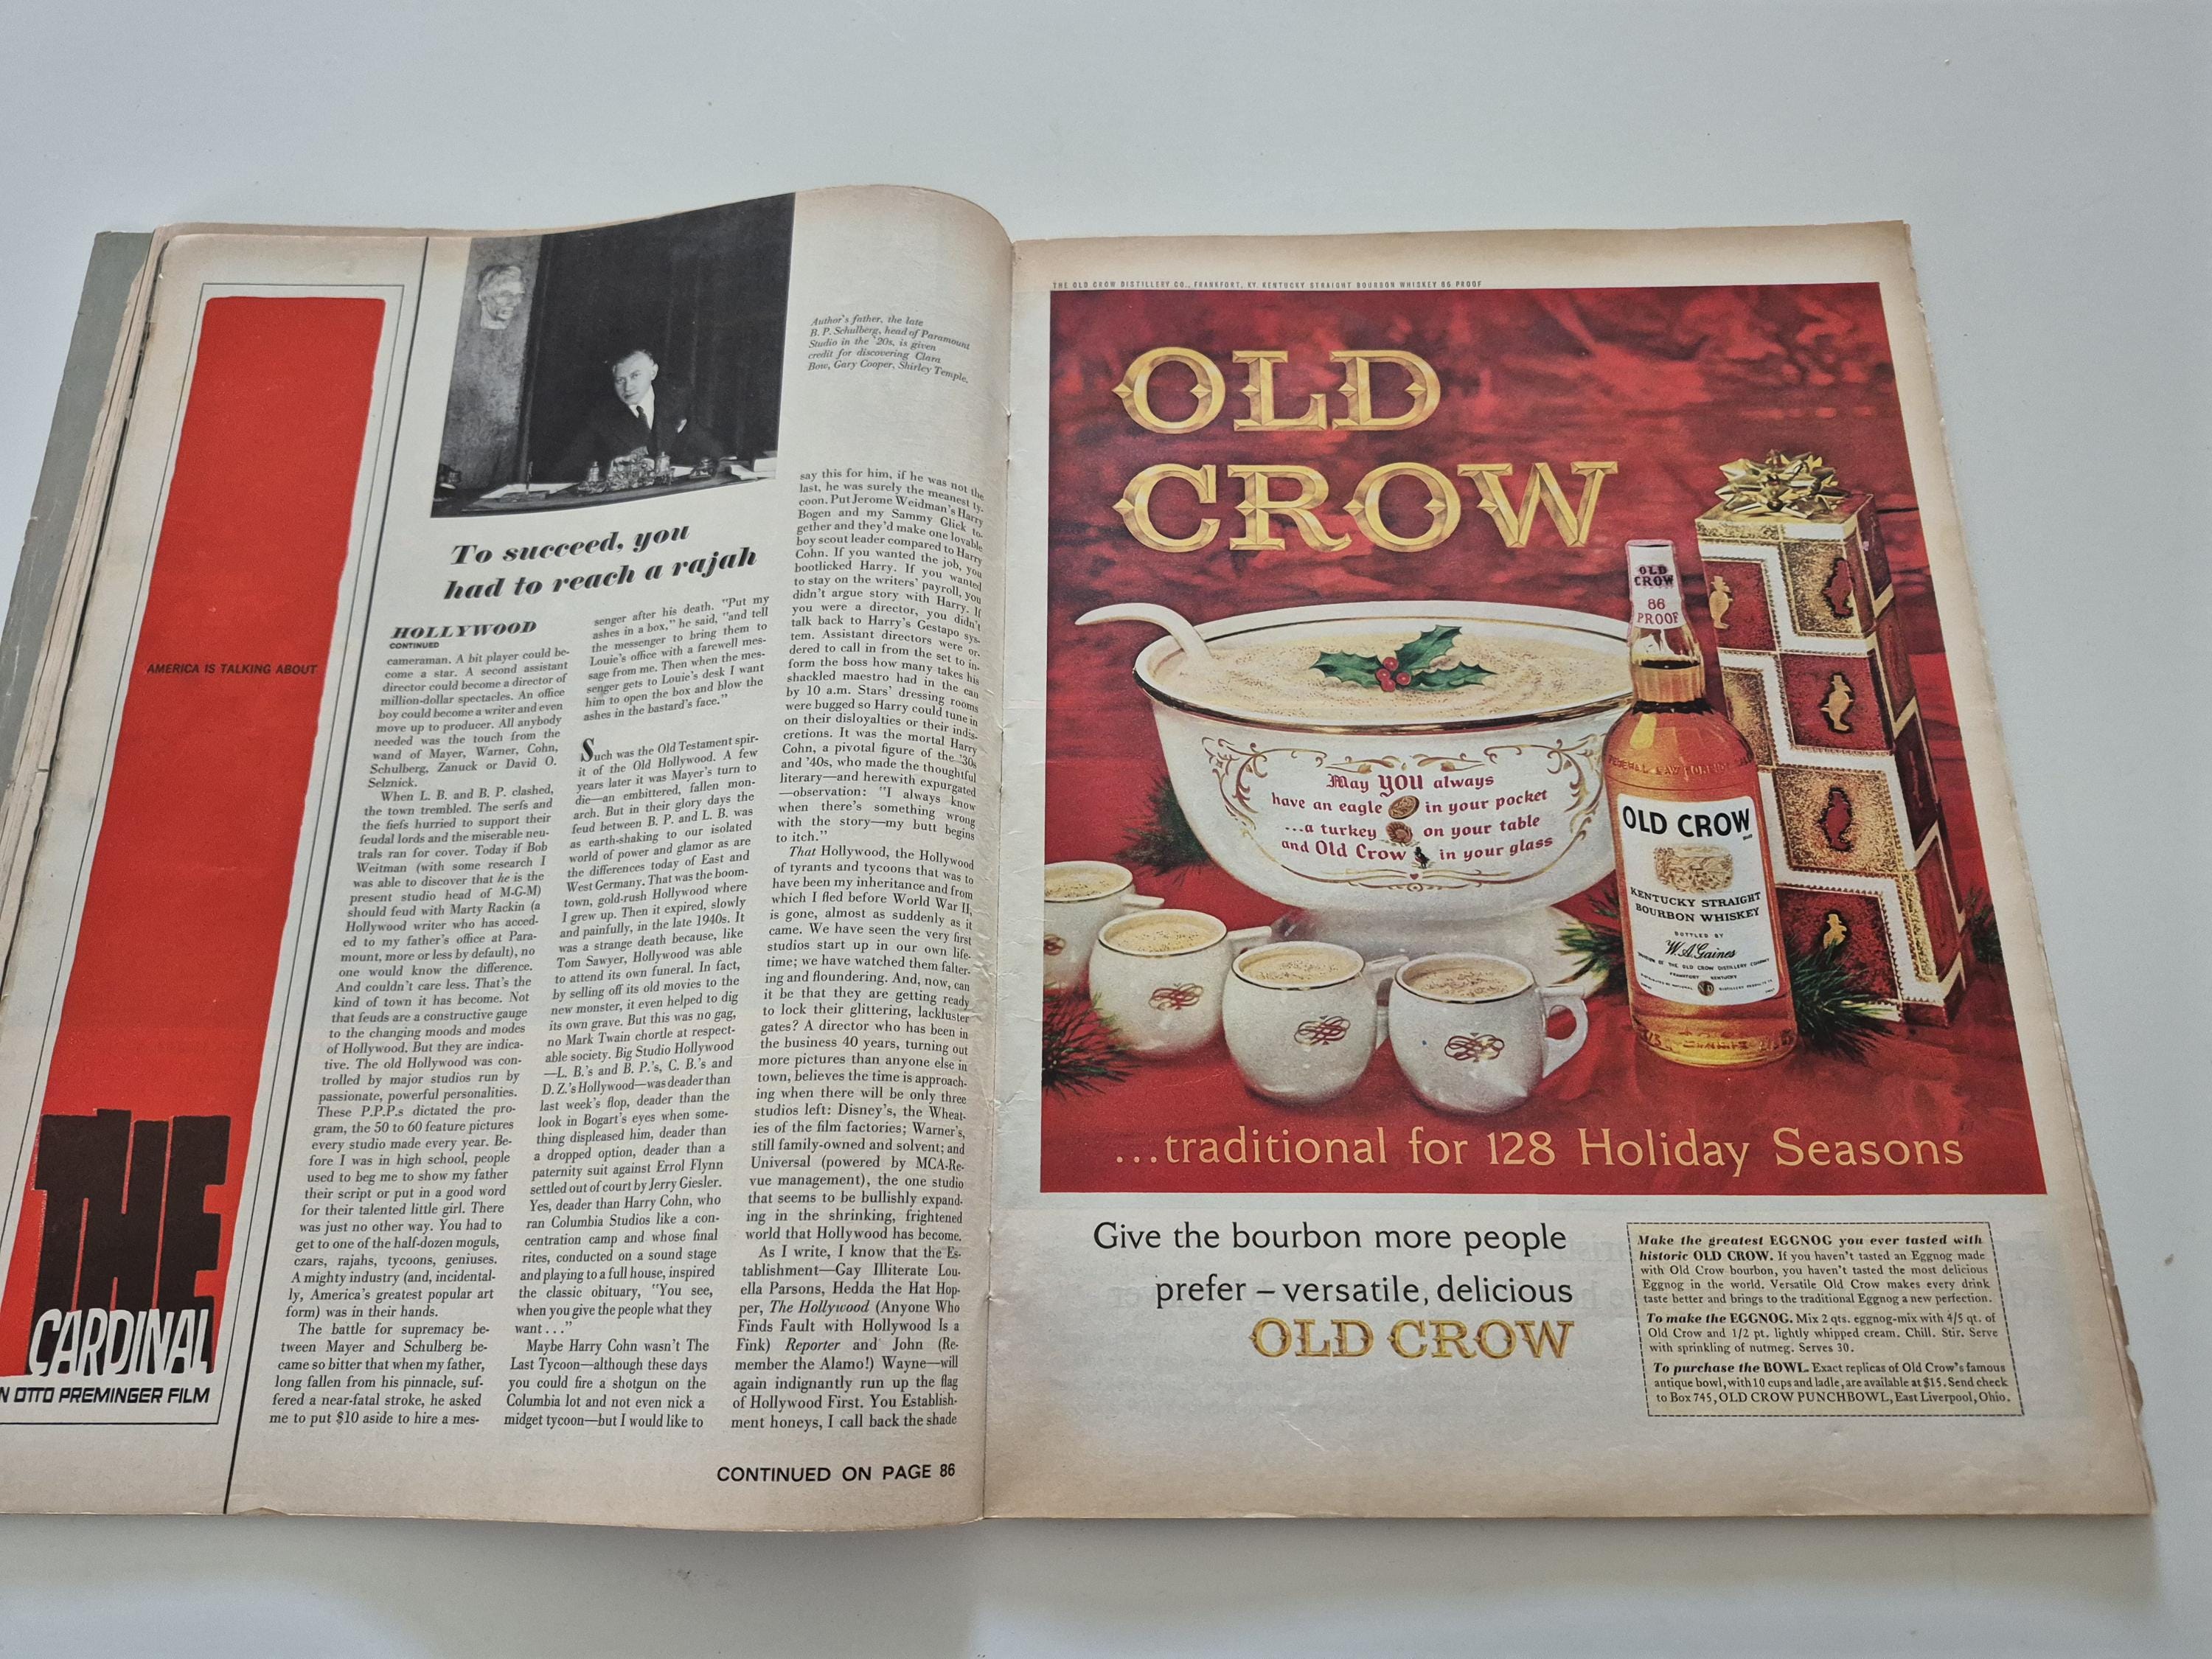 AMERICA IS TALKING ABOUT
THE
CARDINAL
N OTTO PREMINGER FILM
Author's father, the late
B. P. Schulberg, head of Paramount
Studio in the '20s, is given
credit for discovering Clara
Bow, Gary Cooper, Shirley Temple.
To succeed, you
had to reach a rajah
HOLLYWOOD
CONTINUED
cameraman. A bit player could be-
come a star. A second assistant
director could become a director of
million-dollar spectacles. An office
boy could become a writer and even
move up to producer. All anybody
needed was the touch from the
wand of Mayer, Warner, Cohn,
Schulberg, Zanuck or David O.
Selznick.
When L. B. and B. P. clashed,
the town trembled. The serfs and
the fiefs hurried to support their
feudal lords and the miserable neu-
trals ran for cover. Today if Bob
Weitman (with some research I
was able to discover that he is the
present studio head of M-G-M)
should feud with Marty Rackin (a
Hollywood writer who has acced-
ed to my father's office at Para-
mount, more or less by default), no
one would know the difference.
And couldn't care less. That's the
kind of town it has become. Not
that feuds are a constructive gauge
to the changing moods and modes
of Hollywood. But they are indica-
tive. The old Hollywood was con-
trolled by major studios run by
passionate, powerful personalities.
These P.P.P.s dictated the pro-
gram, the 50 to 60 feature pictures
every studio made every year. Be-
fore I was in high school, people
used to beg me to show my father
their script or put in a good word
for their talented little girl. There
was just no other way. You had to
get to one of the half-dozen moguls,
czars, rajahs, tycoons, geniuses.
A mighty industry (and, incidental-
ly, America's greatest popular art
form) was in their hands.
The battle for supremacy be-
tween Mayer and Schulberg be-
came so bitter that when my father,
long fallen from his pinnacle, suf-
fered a near-fatal stroke, he asked
me to put $10 aside to hire a mes-
senger after his death. "Put my
ashes in a box," he said, "and tell
the messenger to bring them to
Louie's office with a farewell mes-
sage from me. Then when the mes-
senger gets to Louie's desk I want
him to open the box and blow the
ashes in the bastard's face."
Such was the Old Testament spir-
it of the Old Hollywood. A few
years later it was Mayer's turn to
die—an embittered, fallen mon-
arch. But in their glory days the
feud between B. P. and L. B. was
as earth-shaking to our isolated
world of power and glamor as are
the differences today of East and
West Germany. That was the boom-
town, gold-rush Hollywood where
I grew up. Then it expired, slowly
and painfully, in the late 1940s. It
was a strange death because, like
Tom Sawyer, Hollywood was able
to attend its own funeral. In fact,
by selling off its old movies to the
new monster, it even helped to dig
its own grave. But this was no gag,
no Mark Twain chortle at respect-
able society. Big Studio Hollywood
—L. B.'s and B. P.'s, C. B.'s and
D. Z.'s Hollywood—was deader than
last week's flop, deader than the
look in Bogart's eyes when some-
thing displeased him, deader than
a dropped option, deader than a
paternity suit against Errol Flynn
settled out of court by Jerry Giesler.
Yes, deader than Harry Cohn, who
ran Columbia Studios like a con-
centration camp and whose final
rites, conducted on a sound stage
and playing to a full house, inspired
the classic obituary, "You see,
when you give the people what they
want . . ."
Maybe Harry Cohn wasn't The
Last Tycoon—although these days
you could fire a shotgun on the
Columbia lot and not even nick a
midget tycoon—but I would like to
say this for him, if he was not the
last, he was surely the meanest ty-
coon. Put Jerome Weidman's Harry
Bogen and my Sammy Glick to-
gether and they'd make one lovable
boy scout leader compared to Harry
Cohn. If you wanted the job, you
bootlicked Harry. If you wanted
to stay on the writers' payroll, you
didn't argue story with Harry. If
you were a director, you didn't
talk back to Harry's Gestapo sys-
tem. Assistant directors were or-
dered to call in from the set to in-
form the boss how many takes his
shackled maestro had in the can
by 10 a.m. Stars' dressing rooms
were bugged so Harry could tune in
on their disloyalties or their indis-
cretions. It was the mortal Harry
Cohn, a pivotal figure of the '30s
and '40s, who made the thoughtful
literary—and herewith expurgated
—observation: "I always know
when there's something wrong
with the story—my butt begins
to itch."
That Hollywood, the Hollywood
of tyrants and tycoons that was to
have been my inheritance and from
which I fled before World War II,
is gone, almost as suddenly as it
came. We have seen the very first
studios start up in our own life-
time; we have watched them falter-
ing and floundering. And, now, can
it be that they are getting ready
to lock their glittering, lackluster
gates? A director who has been in
the business 40 years, turning out
more pictures than anyone else in
town, believes the time is approach-
ing when there will be only three
studios left: Disney's, the Wheat-
ies of the film factories; Warner's,
still family-owned and solvent; and
Universal (powered by MCA-Re-
vue management), the one studio
that seems to be bullishly expand-
ing in the shrinking, frightened
world that Hollywood has become.
As I write, I know that the Es-
tablishment—Gay Illiterate Lou-
ella Parsons, Hedda the Hat Hop-
per, The Hollywood (Anyone Who
Finds Fault with Hollywood Is a
Fink) Reporter and John (Re-
member the Alamo!) Wayne—will
again indignantly run up the flag
of Hollywood First. You Establish-
ment honeys, I call back the shade
CONTINUED ON PAGE 86
THE OLD CROW DISTILLERY CO., FRANKFORT, KY. KENTUCKY STRAIGHT BOURBON WHISKEY 86 PROOF
OLD
CROW
OLD
CROW
86
PROOF
May you always
have an eagle in your pocket
...a turkey on your table
and Old Crow in your glass
OLD CROW
KENTUCKY STRAIGHT
BOURBON WHISKEY
BOTTLED BY
W.A.Gaines
DIVISION OF THE OLD CROW DISTILLERY COMPANY
FRANKFORT KENTUCKY
...traditional for 128 Holiday Seasons
Give the bourbon more people
prefer – versatile, delicious
OLD CROW
Make the greatest EGGNOG you ever tasted with
historic OLD CROW. If you haven't tasted an Eggnog made
with Old Crow bourbon, you haven't tasted the most delicious
Eggnog in the world. Versatile Old Crow makes every drink
taste better and brings to the traditional Eggnog a new perfection.
To make the EGGNOG. Mix 2 qts. eggnog-mix with 4/5 qt. of
Old Crow and 1/2 pt. lightly whipped cream. Chill. Stir. Serve
with sprinkling of nutmeg. Serves 30.
To purchase the BOWL. Exact replicas of Old Crow's famous
antique bowl, with 10 cups and ladle, are available at $15. Send check
to Box 745, OLD CROW PUNCHBOWL, East Liverpool, Ohio.